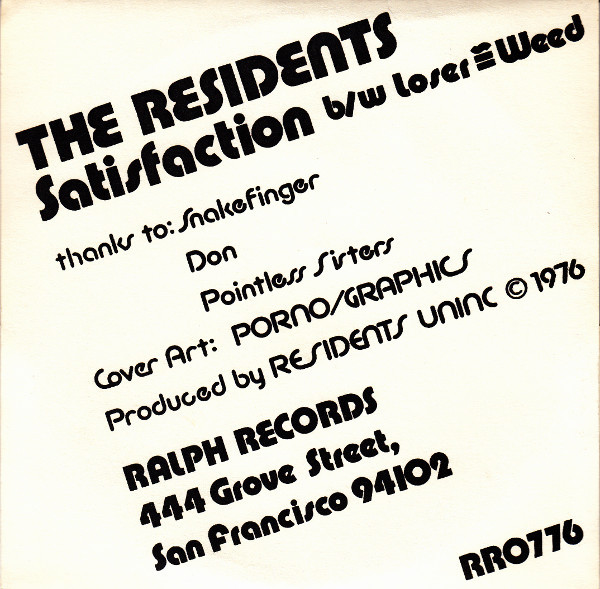 THE RESIDENTS
Satisfaction b/w Loser ≅ Weed
thanks to: Snakefinger
Don
Pointless Sisters
Cover Art: PORNO/GRAPHICS
Produced by RESIDENTS UNINC © 1976
RALPH RECORDS
444 Grove Street,
San Francisco 94102
RR0776